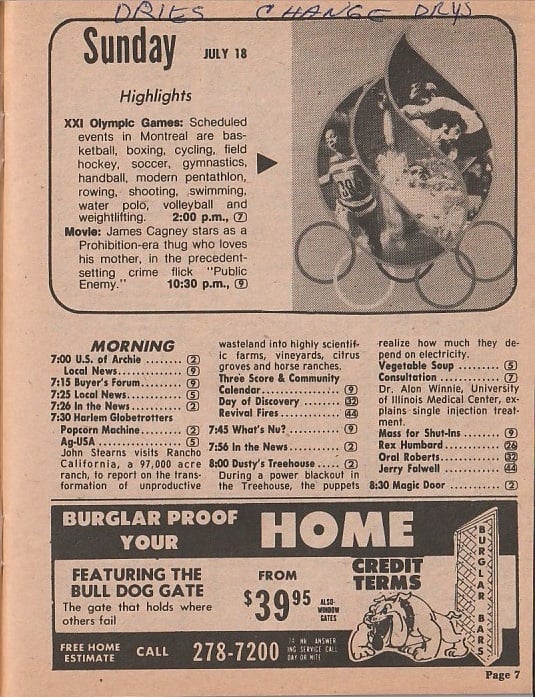 DRIES CHANGE DRYS
Sunday JULY 18
Highlights
XXI Olympic Games: Scheduled
events in Montreal are bas-
ketball, boxing, cycling, field
hockey, soccer, gymnastics,
handball, modern pentathlon,
rowing, shooting, swimming,
water polo, volleyball and
weightlifting. 2:00 p.m., 7
Movie: James Cagney stars as a
Prohibition-era thug who loves
his mother, in the precedent-
setting crime flick "Public
Enemy." 10:30 p.m., 9
MORNING
7:00 U.S. of Archie ........ 2
Local News ........ 9
7:15 Buyer's Forum ........ 9
7:25 Local News ........ 5
7:26 In the News ........ 2
7:30 Harlem Globetrotters
Popcorn Machine ........ 2
Ag-USA ........ 5
John Stearns visits Rancho
California, a 97,000 acre
ranch, to report on the trans-
formation of unproductive
wasteland into highly scientif-
ic farms, vineyards, citrus
groves and horse ranches.
Three Score & Community
Calendar ........ 9
Day of Discovery ........ 32
Revival Fires ........ 44
7:45 What's Nu? ........ 9
7:56 In the News ........ 2
8:00 Dusty's Treehouse ..... 2
During a power blackout in
the Treehouse, the puppets
realize how much they de-
pend on electricity.
Vegetable Soup ........ 5
Consultation ........ 7
Dr. Alon Winnie, University
of Illinois Medical Center, ex-
plains single injection treat-
ment.
Mass for Shut-Ins ........ 9
Rex Humbard ........ 26
Oral Roberts ........ 32
Jerry Falwell ........ 44
8:30 Magic Door ........ 2
BURGLAR PROOF
YOUR
HOME
FEATURING THE
BULL DOG GATE
The gate that holds where
others fail
FROM
$39.95
ALSO
WINDOW
GATES
CREDIT
TERMS
BURGLAR BARS
FREE HOME
ESTIMATE
CALL 278-7200
ANSWER
ING SERVICE CALL
DAY OR NITE
Page 7